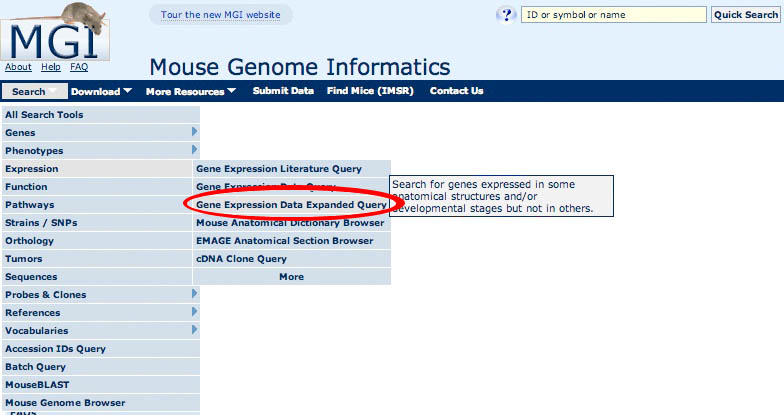 Tour the new MGI website
ID or symbol or name
Quick Search
MGI
About Help FAQ
Mouse Genome Informatics
Search Download More Resources Submit Data Find Mice (IMSR) Contact Us
All Search Tools
Genes
Phenotypes
Expression
Function
Pathways
Strains / SNPs
Orthology
Tumors
Sequences
Probes & Clones
References
Vocabularies
Accession IDs Query
Batch Query
MouseBLAST
Mouse Genome Browser
FAQs
Gene Expression Literature Query
Gene Expression Data Query
Gene Expression Data Expanded Query
Mouse Anatomical Dictionary Browser
EMAGE Anatomical Section Browser
cDNA Clone Query
More
Search for genes expressed in some
anatomical structures and/or
developmental stages but not in others.